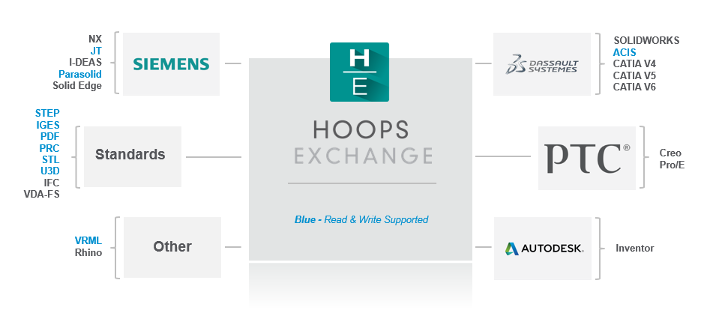 NX
JT
I-DEAS
Parasolid
Solid Edge
SIEMENS
STEP
IGES
PDF
PRC
STL
U3D
IFC
VDA-FS
Standards
VRML
Rhino
Other
H
E
HOOPS
EXCHANGE
Blue - Read & Write Supported
DASSAULT
SYSTEMES
SOLIDWORKS
ACIS
CATIA V4
CATIA V5
CATIA V6
PTC®
Creo
Pro/E
AUTODESK.
Inventor